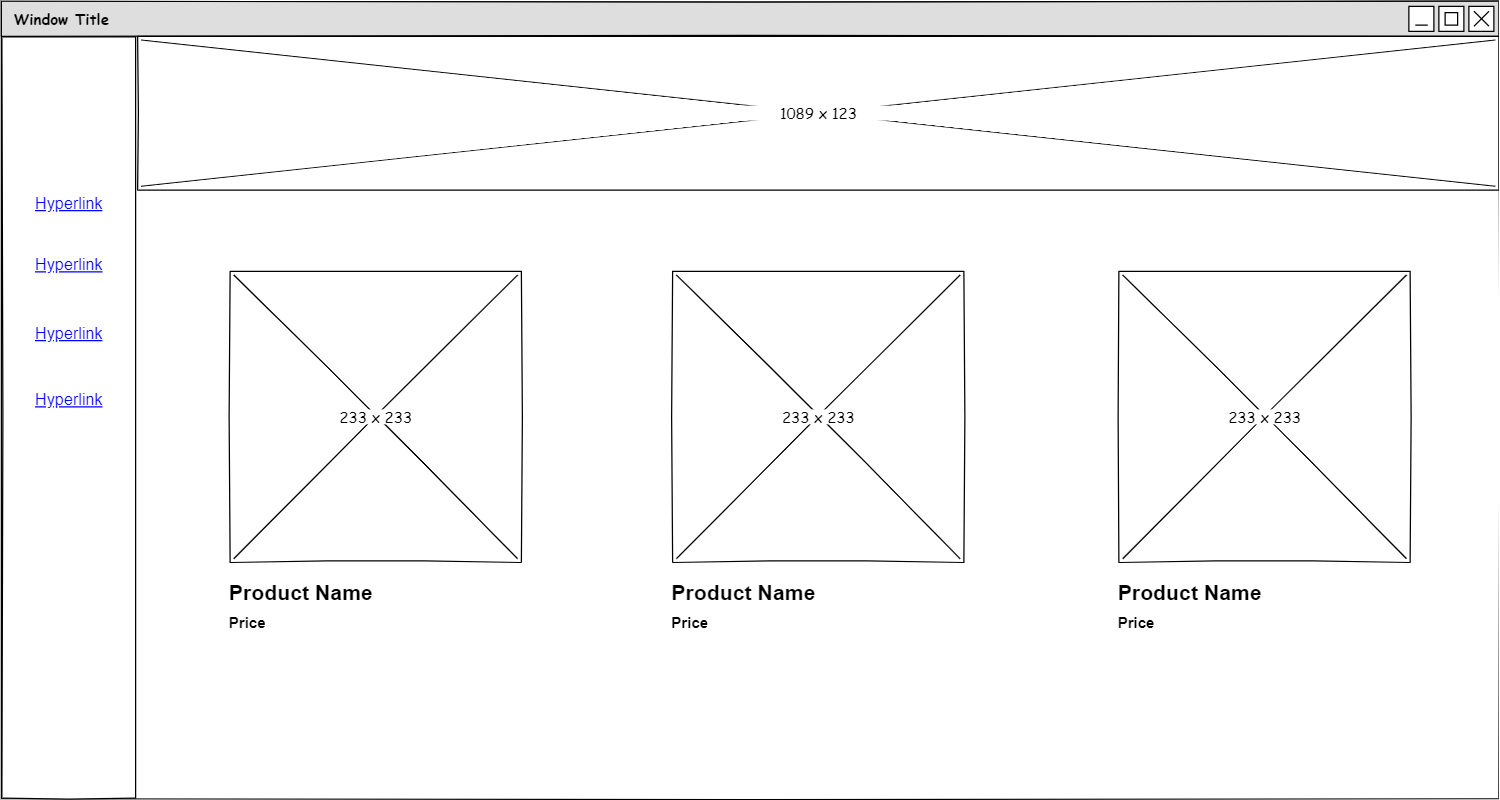 Window Title
1089 x 123
Hyperlink
Hyperlink
Hyperlink
Hyperlink
233 x 233
233 x 233
233 x 233
Product Name
Product Name
Product Name
Price
Price
Price